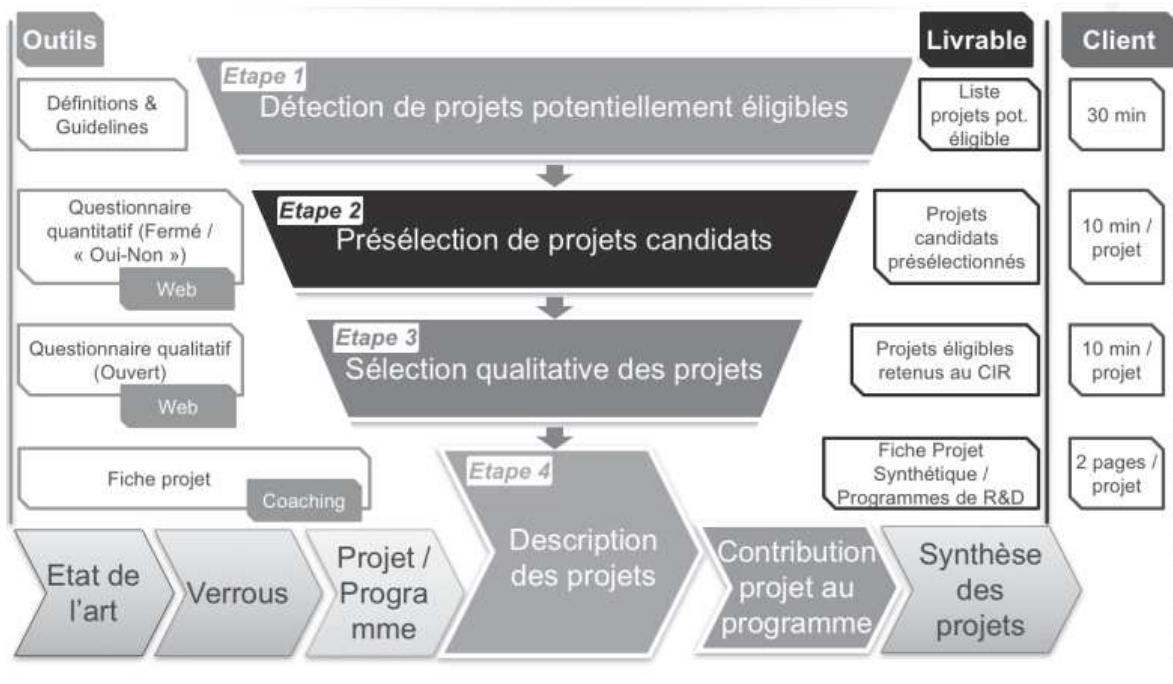 Outils
Livrable
Client
Etape 1
Détection de projets potentiellement éligibles
Définitions &
Guidelines
Liste
projets pot.
éligible
30 min
Etape 2
Présélection de projets candidats
Questionnaire
quantitatif (Fermé /
« Oui-Non »)
Web
Projets
candidats
présélectionnés
10 min /
projet
Etape 3
Sélection qualitative des projets
Questionnaire qualitatif
(Ouvert)
Web
Projets éligibles
retenus au CIR
10 min /
projet
Fiche projet
Coaching
Etape 4
Description
des projets
Fiche Projet
Synthétique /
Programmes de R&D
2 pages /
projet
Etat de
l’art
Verrous
Projet /
Progra
mme
Contribution
projet au
programme
Synthèse
des
projets